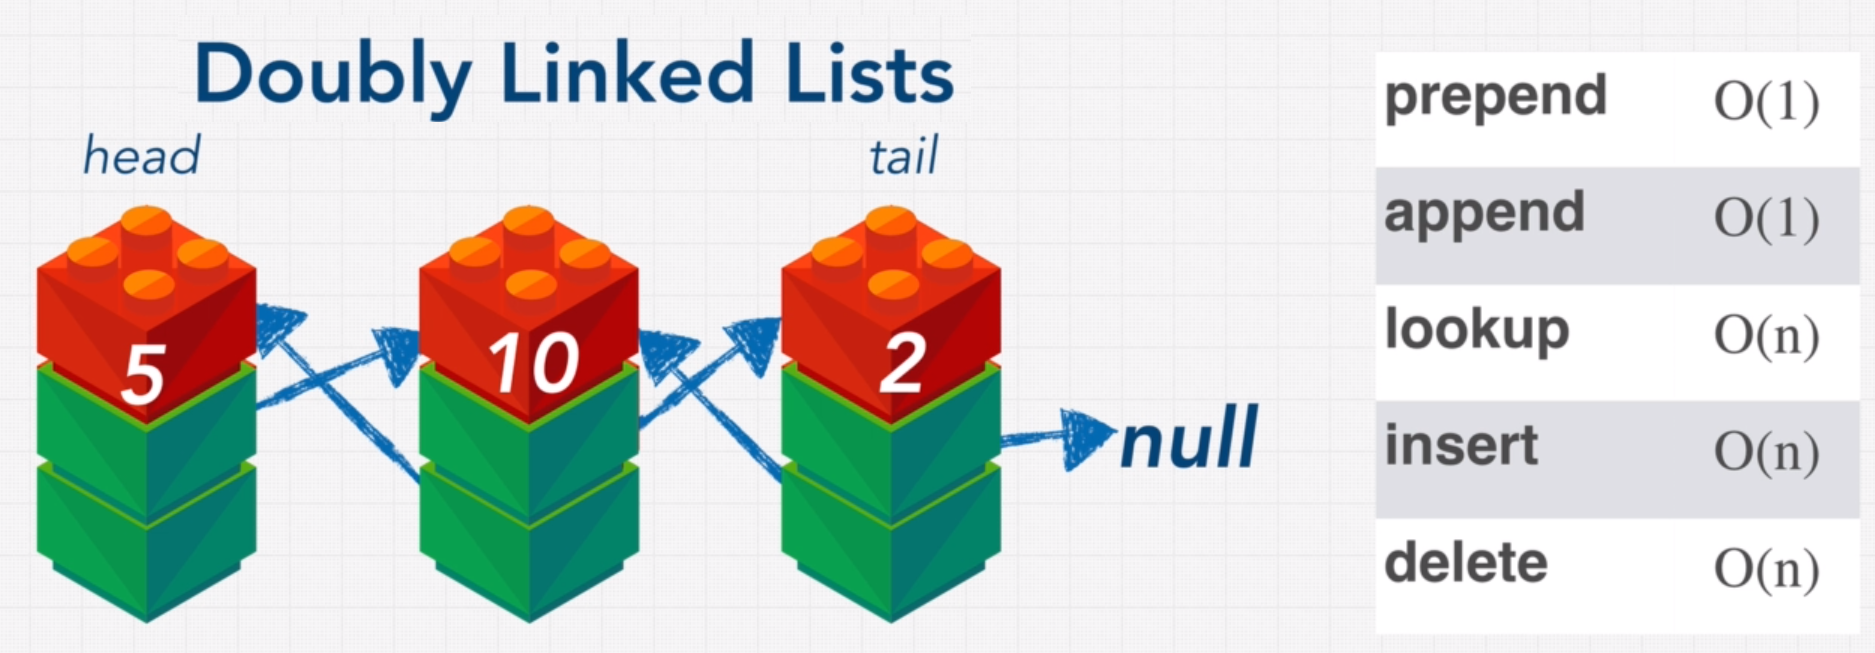 Doubly Linked Lists
head
tail
5
10
2
null
prepend O(1)
append O(1)
lookup O(n)
insert O(n)
delete O(n)